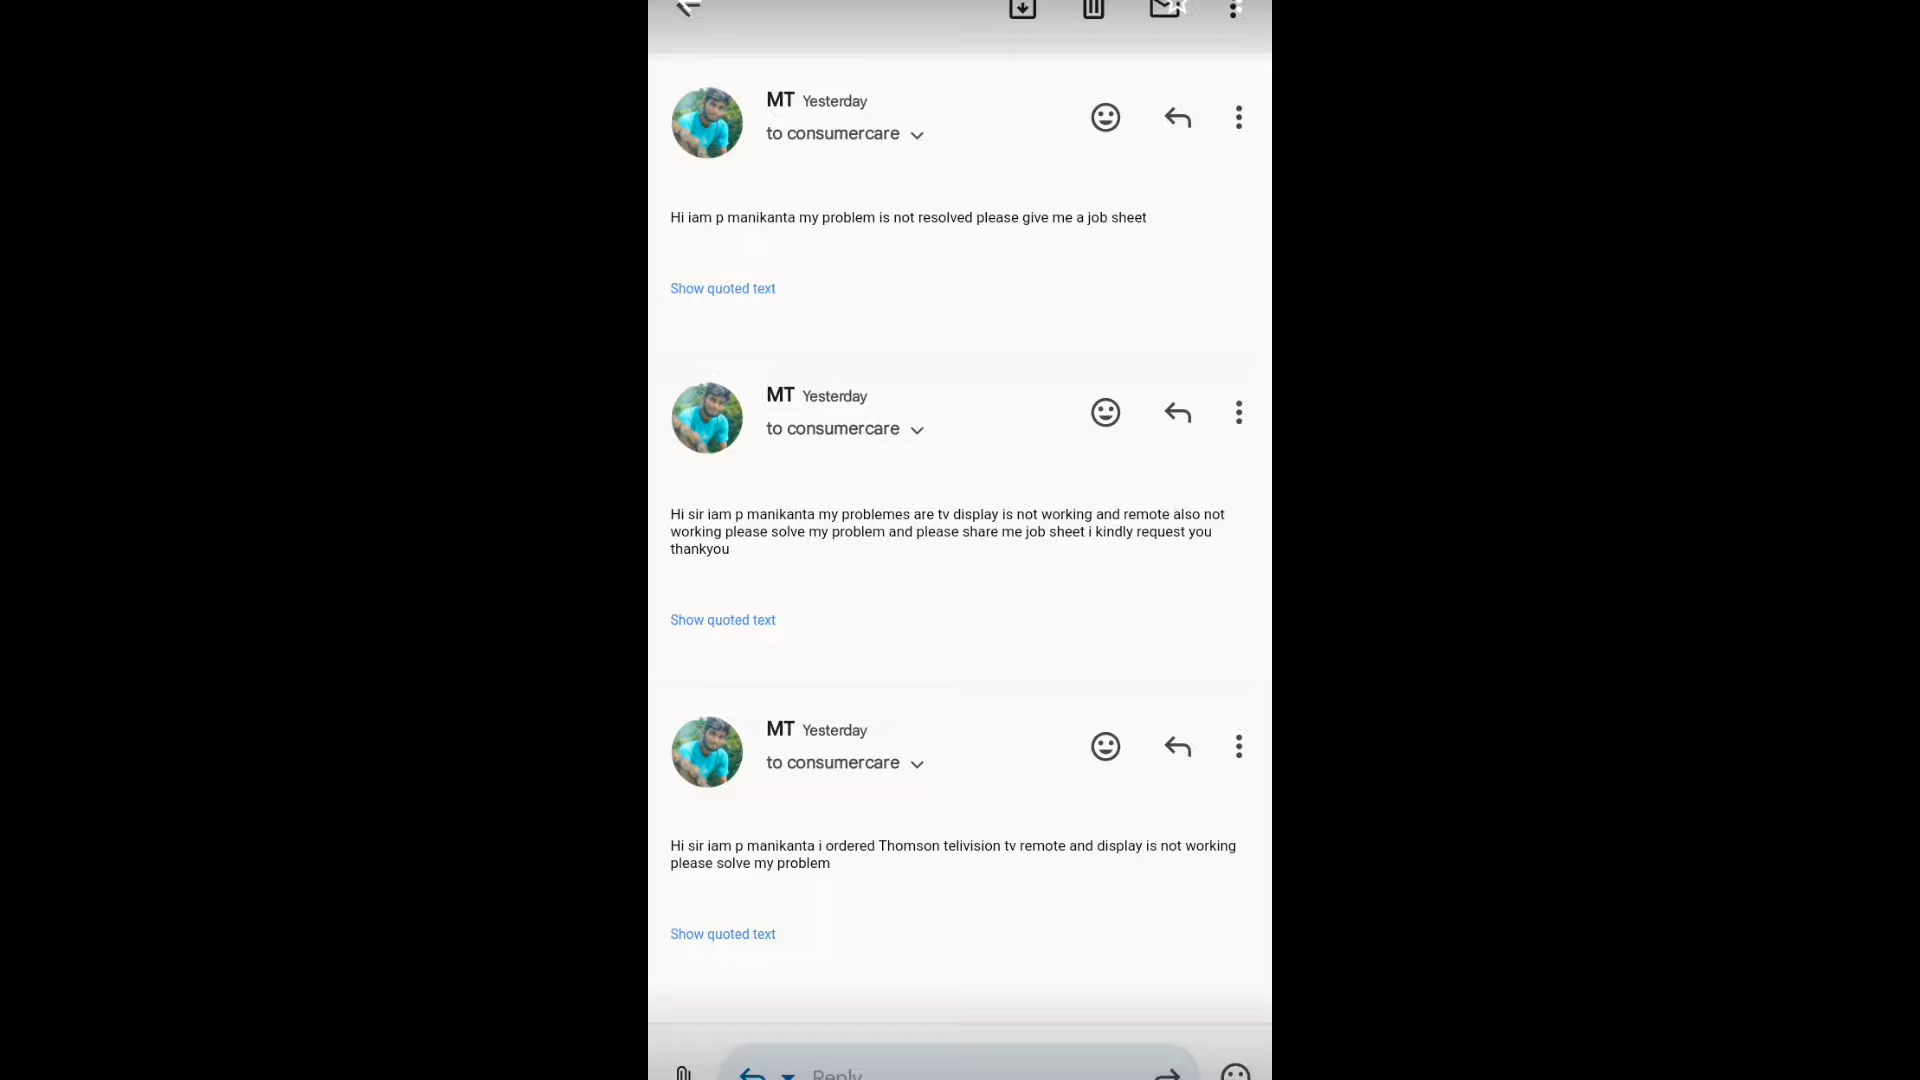 MT Yesterday
to consumercare
Hi iam p manikanta my problem is not resolved please give me a job sheet
Show quoted text
MT Yesterday
to consumercare
Hi sir iam p manikanta my problemes are tv display is not working and remote also not
working please solve my problem and please share me job sheet i kindly request you
thankyou
Show quoted text
MT Yesterday
to consumercare
Hi sir iam p manikanta i ordered Thomson telivision tv remote and display is not working
please solve my problem
Show quoted text
Reply